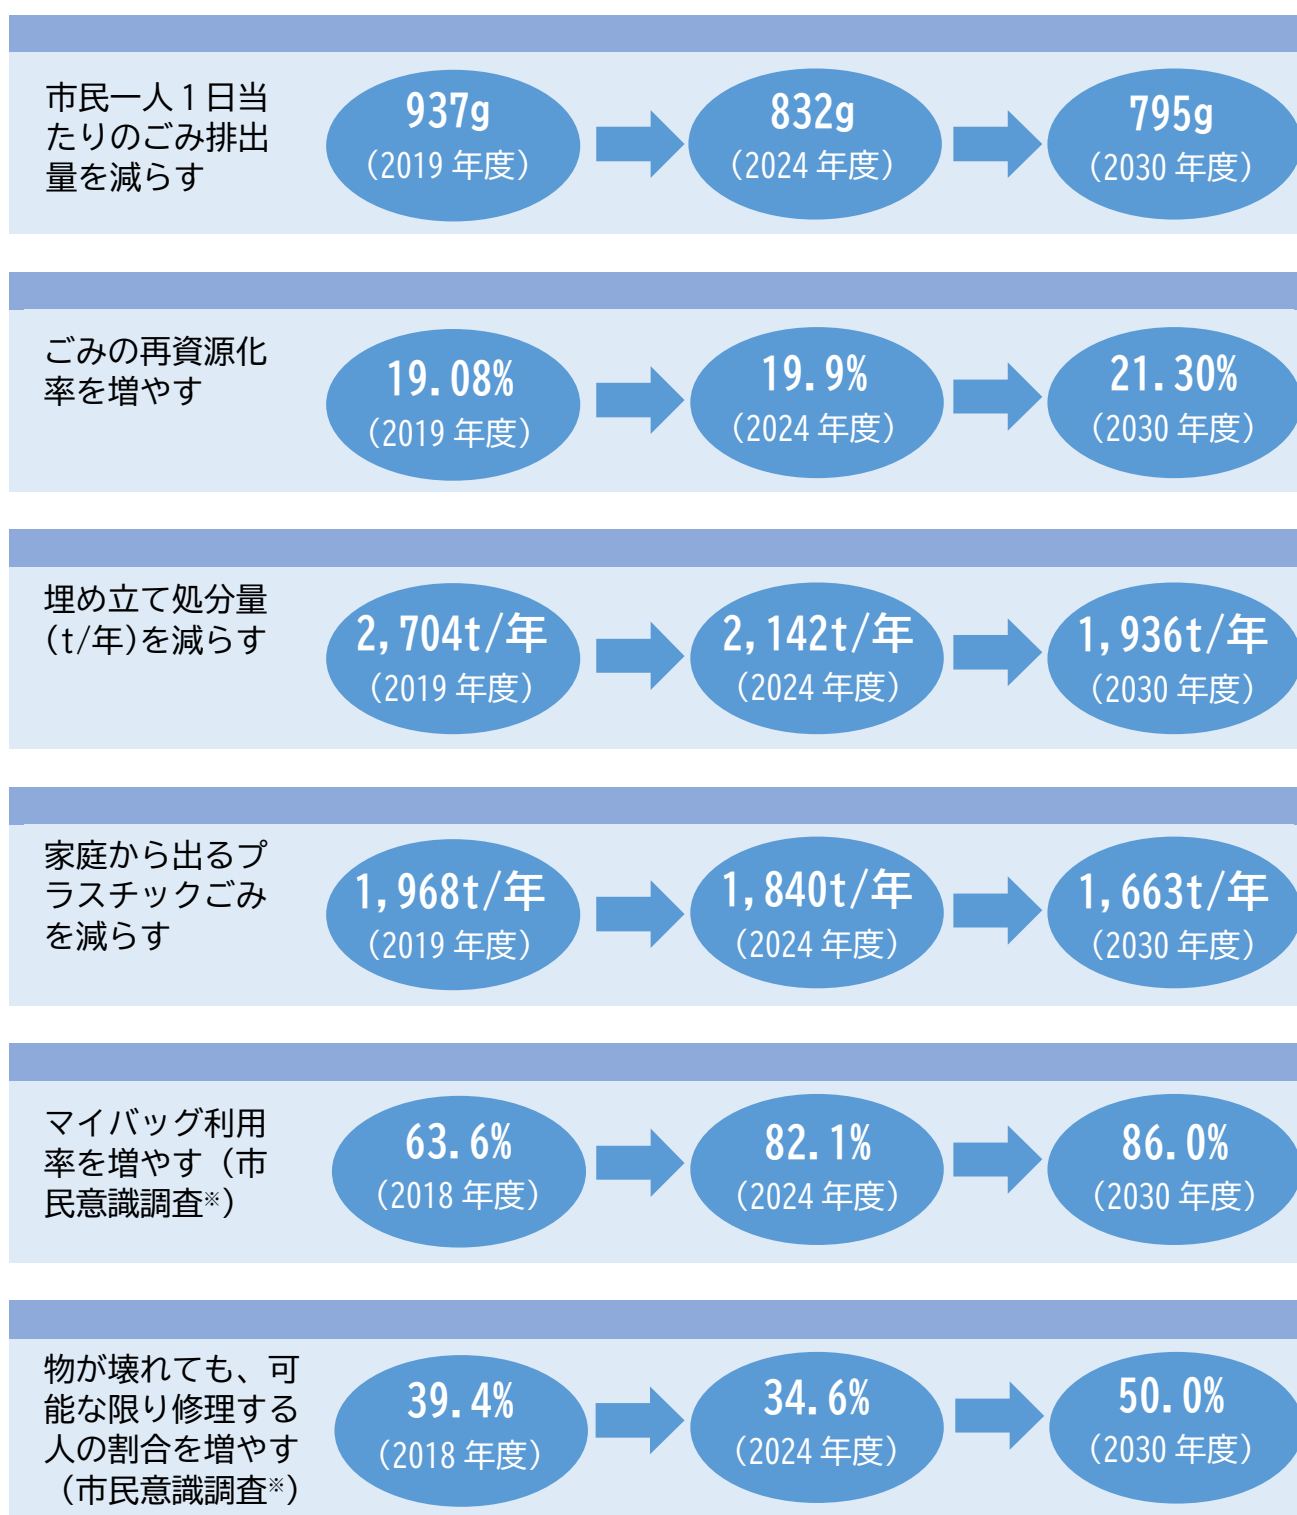 市民一人１日当
たりのごみ排出
量を減らす
937g
（2019 年度）
832g
（2024 年度）
795g
（2030 年度）
ごみの再資源化
率を増やす
19.08%
（2019 年度）
19.9%
（2024 年度）
21.30%
（2030 年度）
埋め立て処分量
(t/年)を減らす
2,704t/年
（2019 年度）
2,142t/年
（2024 年度）
1,936t/年
（2030 年度）
家庭から出るプ
ラスチックごみ
を減らす
1,968t/年
（2019 年度）
1,840t/年
（2024 年度）
1,663t/年
（2030 年度）
マイバッグ利用
率を増やす（市
民意識調査※）
63.6%
（2018 年度）
82.1%
（2024 年度）
86.0%
（2030 年度）
物が壊れても、可
能な限り修理する
人の割合を増やす
（市民意識調査※）
39.4%
（2018 年度）
34.6%
（2024 年度）
50.0%
（2030 年度）